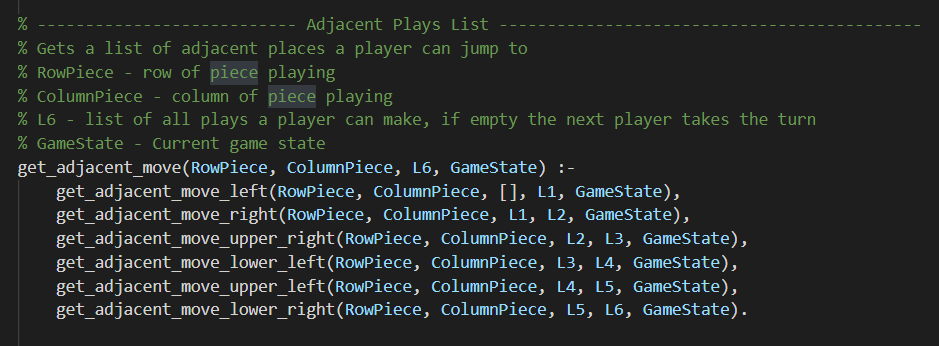 % --------------------------- Adjacent Plays List -------------------------------------------
% Gets a list of adjacent places a player can jump to
% RowPiece - row of piece playing
% ColumnPiece - column of piece playing
% L6 - list of all plays a player can make, if empty the next player takes the turn
% GameState - Current game state
get_adjacent_move(RowPiece, ColumnPiece, L6, GameState) :-
    get_adjacent_move_left(RowPiece, ColumnPiece, [], L1, GameState),
    get_adjacent_move_right(RowPiece, ColumnPiece, L1, L2, GameState),
    get_adjacent_move_upper_right(RowPiece, ColumnPiece, L2, L3, GameState),
    get_adjacent_move_lower_left(RowPiece, ColumnPiece, L3, L4, GameState),
    get_adjacent_move_upper_left(RowPiece, ColumnPiece, L4, L5, GameState),
    get_adjacent_move_lower_right(RowPiece, ColumnPiece, L5, L6, GameState).